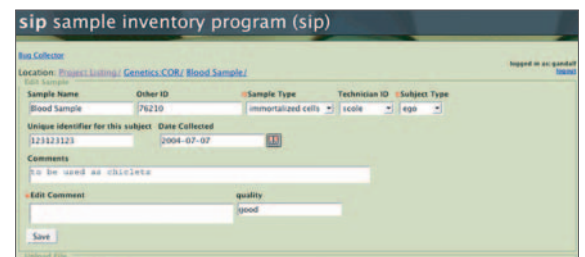 sip sample inventory program (sip)
Bug Collector
logged in as: gandalf
logout
Location: Project Listing/ Genetics:COR/ Blood Sample/
Edit Sample
Sample Name Other ID Sample Type Technician ID Subject Type
Blood Sample 76210 immortalized cells scole ego
Unique identifier for this subject Date Collected
123123123 2004-07-07
Comments
to be used as chiclets
Edit Comment quality
good
Save